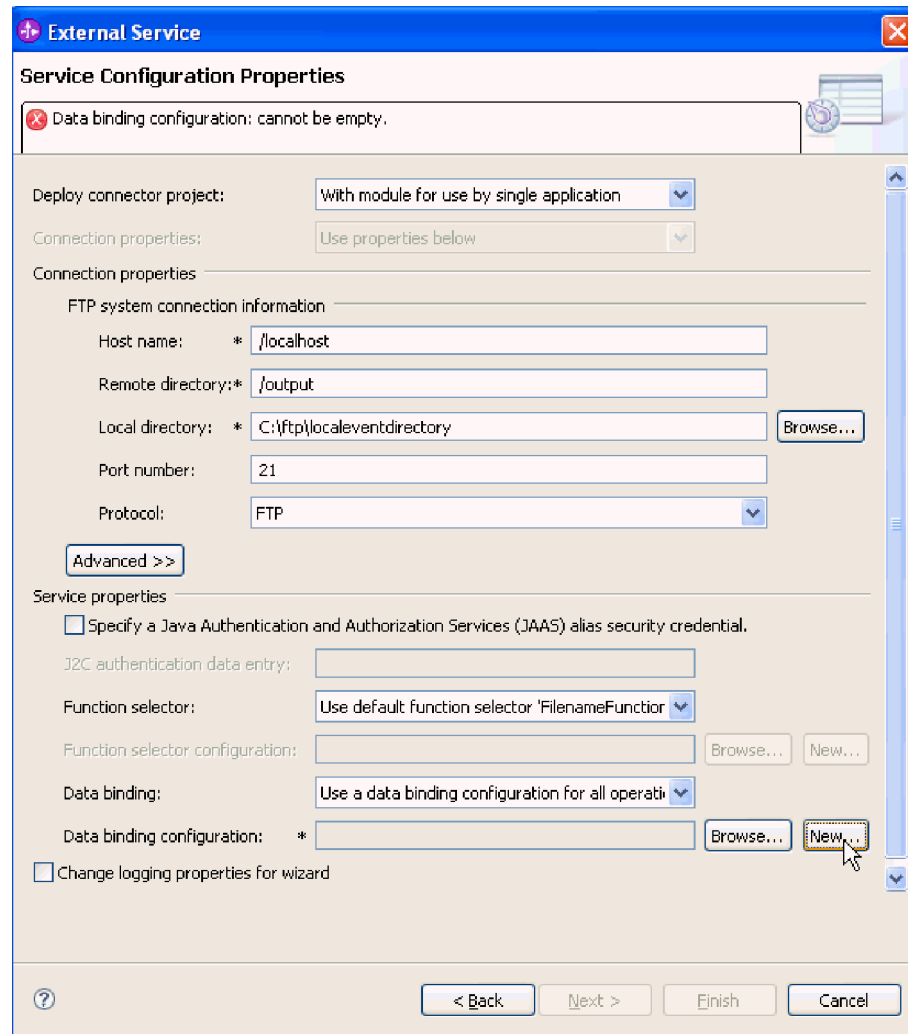 External Service
Service Configuration Properties
Data binding configuration: cannot be empty.
Deploy connector project: With module for use by single application
Connection properties: Use properties below
Connection properties
FTP system connection information
Host name: * /localhost
Remote directory:* /output
Local directory: * C:\ftp\localeventdirectory Browse...
Port number: 21
Protocol: FTP
Advanced >>
Service properties
Specify a Java Authentication and Authorization Services (JAAS) alias security credential.
J2C authentication data entry:
Function selector: Use default function selector 'FilenameFunction
Function selector configuration: Browse... New...
Data binding: Use a data binding configuration for all operati
Data binding configuration: * Browse... New...
Change logging properties for wizard
? < Back Next > Finish Cancel